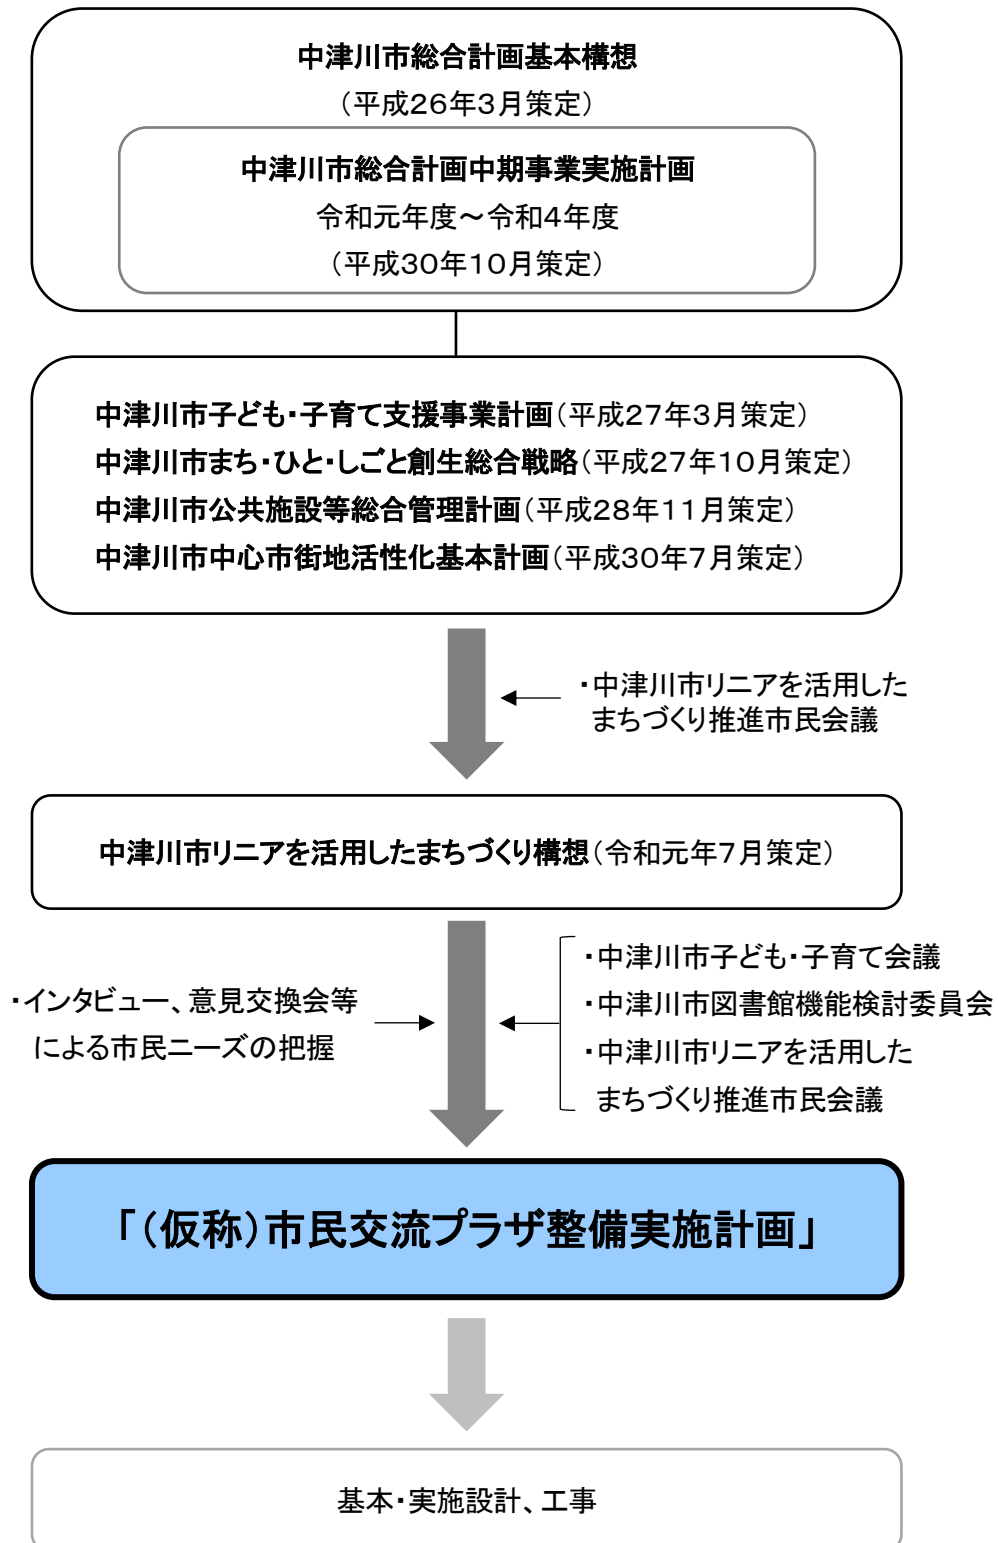 中津川市総合計画基本構想
（平成26年3月策定）
中津川市総合計画中期事業実施計画
令和元年度～令和4年度
（平成30年10月策定）
中津川市子ども・子育て支援事業計画（平成27年3月策定）
中津川市まち・ひと・しごと創生総合戦略（平成27年10月策定）
中津川市公共施設等総合管理計画（平成28年11月策定）
中津川市中心市街地活性化基本計画（平成30年7月策定）
・中津川市リニアを活用した
まちづくり推進市民会議
中津川市リニアを活用したまちづくり構想（令和元年7月策定）
・インタビュー、意見交換会等
による市民ニーズの把握
・中津川市子ども・子育て会議
・中津川市図書館機能検討委員会
・中津川市リニアを活用した
まちづくり推進市民会議
「（仮称）市民交流プラザ整備実施計画」
基本・実施設計、工事